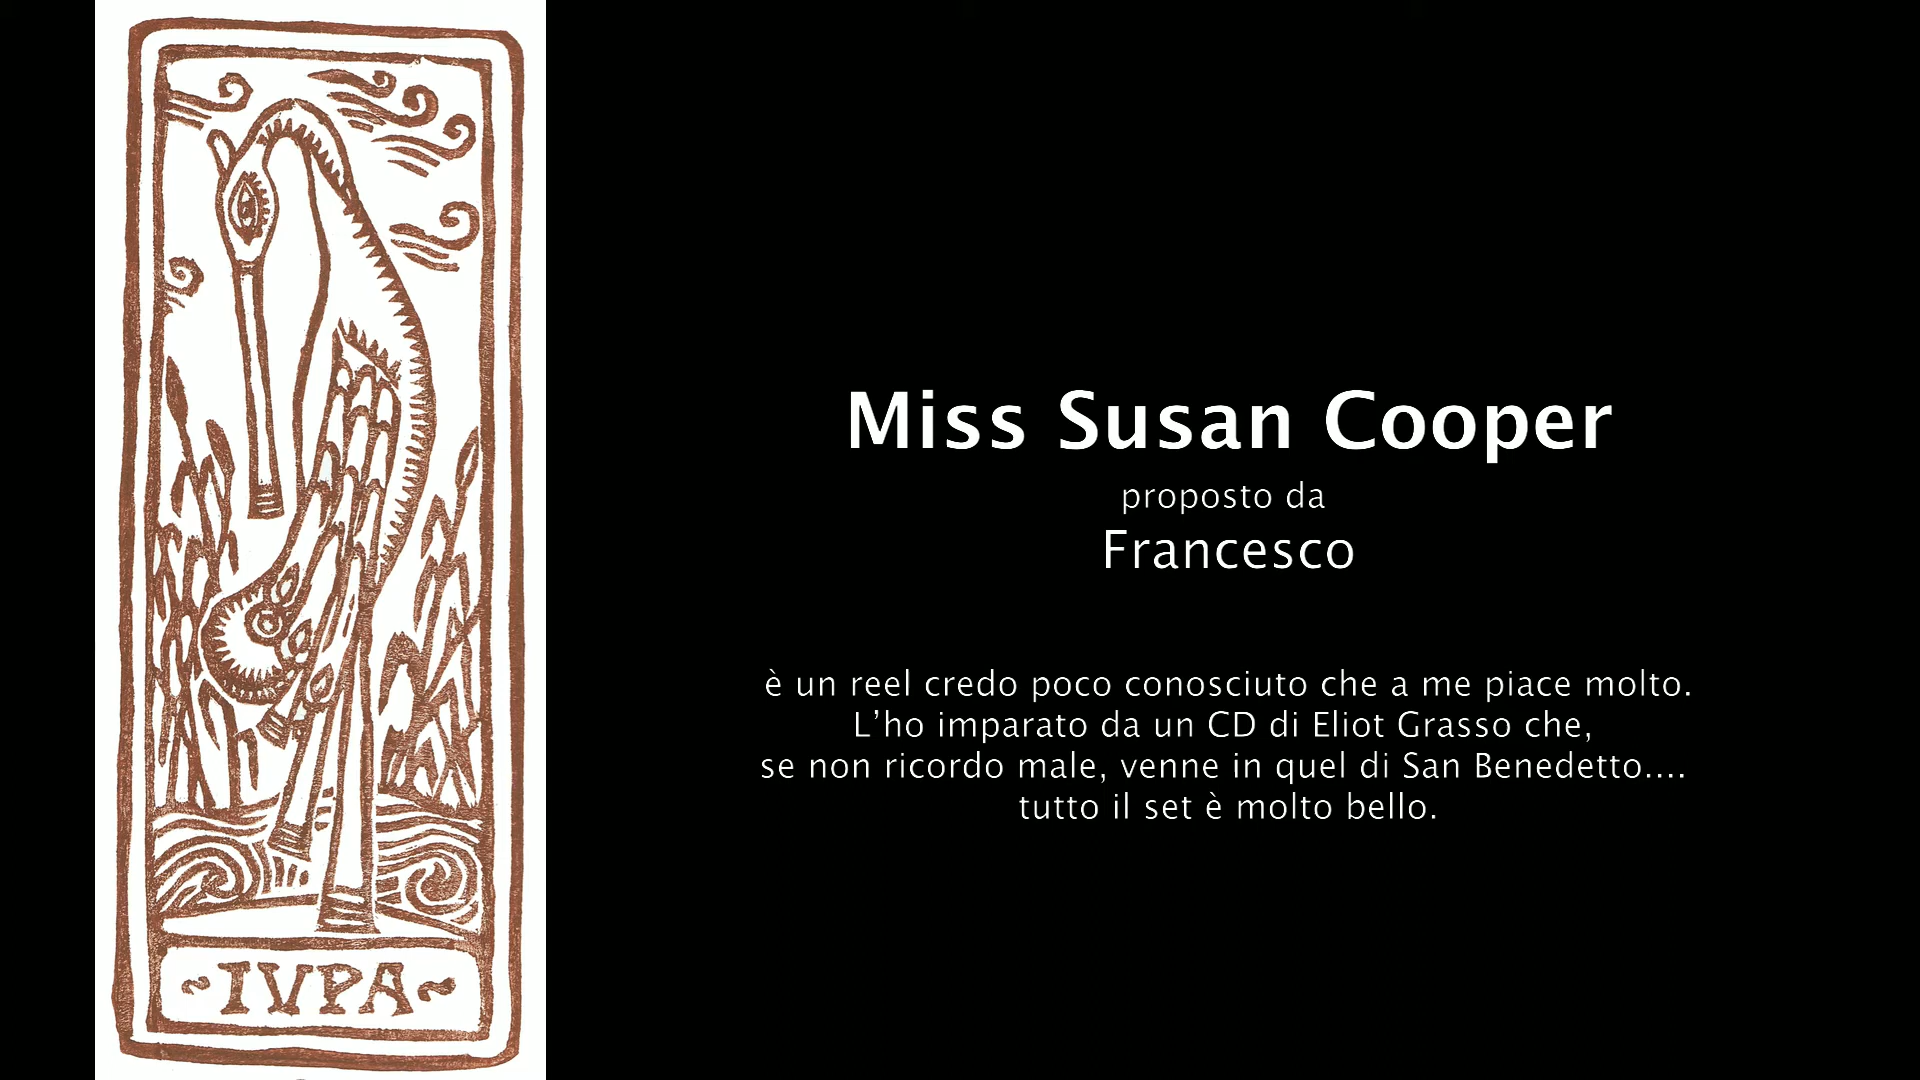 Miss Susan Cooper
proposto da
Francesco
è un reel credo poco conosciuto che a me piace molto.
L’ho imparato da un CD di Eliot Grasso che,
se non ricordo male, venne in quel di San Benedetto....
tutto il set è molto bello.
~IVPA~